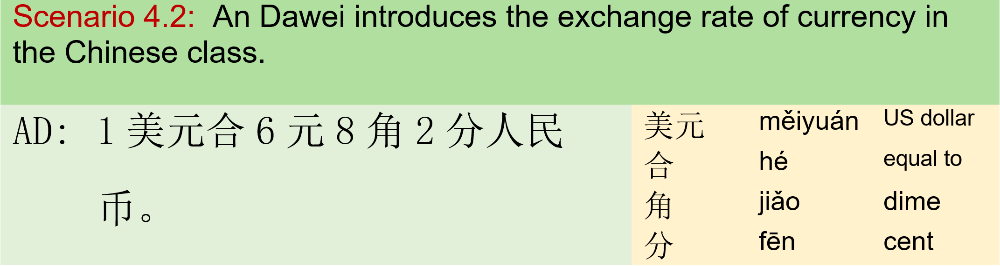 Scenario 4.2: An Dawei introduces the exchange rate of currency in
the Chinese class.
AD: 1 美元合 6 元 8 角 2 分人民
币。
美元 měiyuán US dollar
合 hé equal to
角 jiǎo dime
分 fēn cent